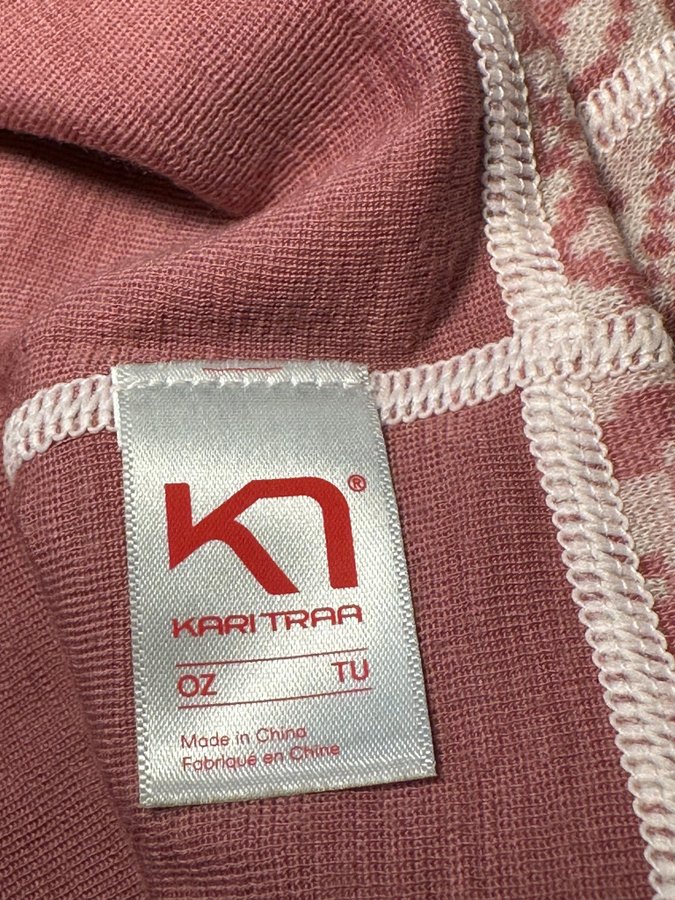 KT®
KARI TRAA
OZ TU
Made in China
Fabriqué en Chine